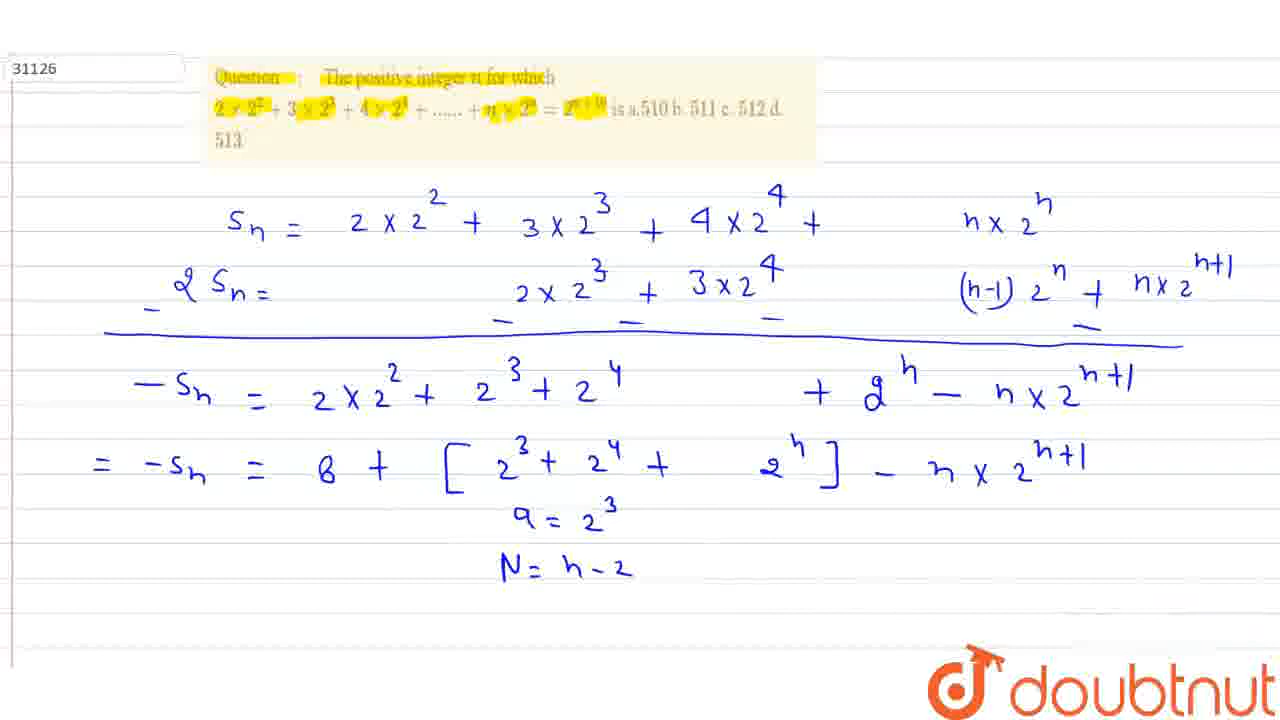 31126
Question : The positive integer n for which
2 × 2² + 3 × 2³ + 4 × 2⁴ + ...... + n × 2ⁿ = 2ⁿ⁺¹⁰ is a.510 b. 511 c. 512 d.
513
Sn = 2 × 2² + 3 × 2³ + 4 × 2⁴ + n × 2ⁿ
2 Sn = 2 × 2³ + 3 × 2⁴ (n-1) 2ⁿ + n × 2ⁿ⁺¹
− − − − −
− Sn = 2 × 2² + 2³ + 2⁴ + 2ⁿ − n × 2ⁿ⁺¹
= − Sn = 8 + [ 2³ + 2⁴ + 2ⁿ ] − n × 2ⁿ⁺¹
a = 2³
N = n − 2
doubtnut